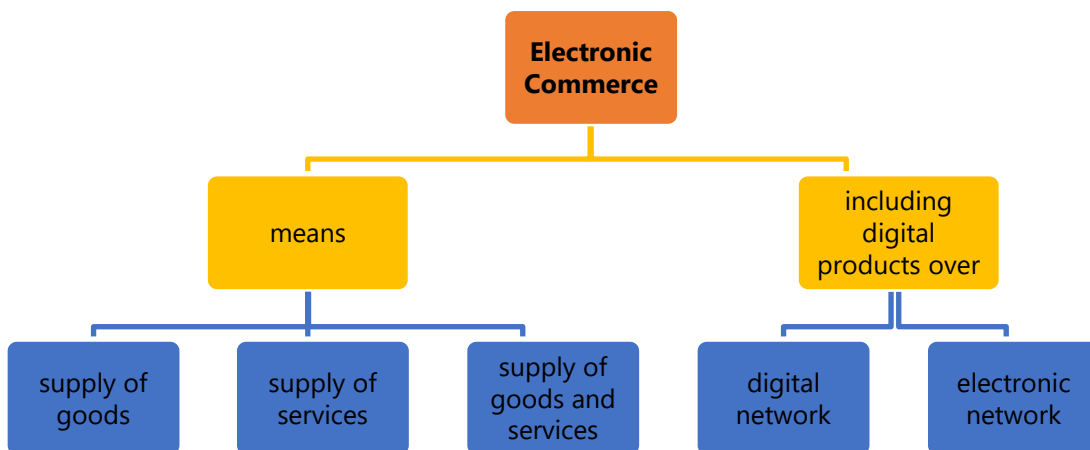 Electronic
Commerce
means
including
digital
products over
supply of
goods
supply of
services
supply of
goods and
services
digital
network
electronic
network